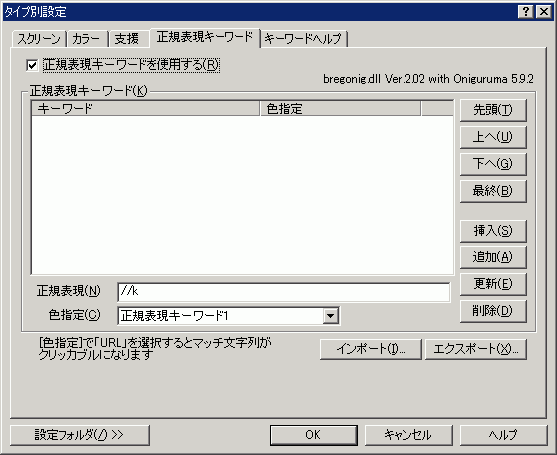 タイプ別設定
スクリーン カラー 支援 正規表現キーワード キーワードヘルプ
正規表現キーワードを使用する(R)
bregonig.dll Ver.2.02 with Oniguruma 5.9.2
正規表現キーワード(K)
キーワード 色指定
先頭(T)
上へ(U)
下へ(G)
最終(B)
挿入(S)
追加(A)
更新(E)
削除(D)
正規表現(N) //k
色指定(C) 正規表現キーワード1
[色指定]で「URL」を選択するとマッチ文字列が
クリッカブルになります
インポート(I)... エクスポート(X)...
設定フォルダ(/) >> OK キャンセル ヘルプ